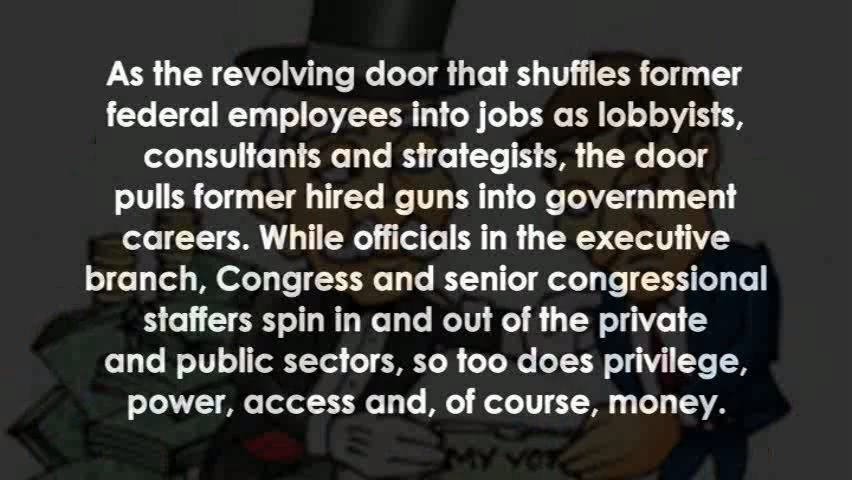 As the revolving door that shuffles former
federal employees into jobs as lobbyists,
consultants and strategists, the door
pulls former hired guns into government
careers. While officials in the executive
branch, Congress and senior congressional
staffers spin in and out of the private
and public sectors, so too does privilege,
power, access and, of course, money.
MY VOT